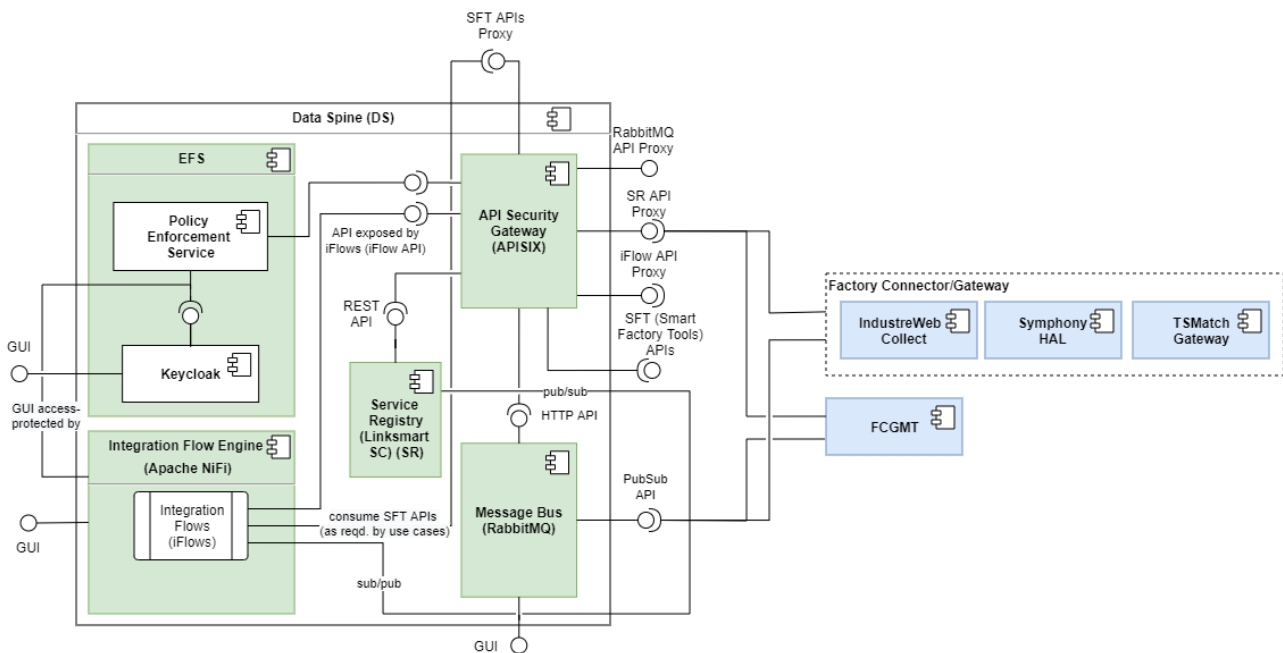 SFT APIs
Proxy
Data Spine (DS)
EFS
Policy
Enforcement
Service
Keycloak
GUI
GUI access-
protected by
Integration Flow Engine
(Apache NiFi)
Integration
Flows
(iFlows)
GUI
API exposed by
iFlows (iFlow API)
REST
API
Service
Registry
(Linksmart
SC) (SR)
consume SFT APIs
(as reqd. by use cases)
sub/pub
API Security
Gateway
(APISIX)
pub/sub
HTTP API
Message Bus
(RabbitMQ)
GUI
RabbitMQ
API Proxy
SR API
Proxy
iFlow API
Proxy
SFT (Smart
Factory Tools)
APIs
PubSub
API
Factory Connector/Gateway
IndustreWeb
Collect
Symphony
HAL
TSMatch
Gateway
FCGMT